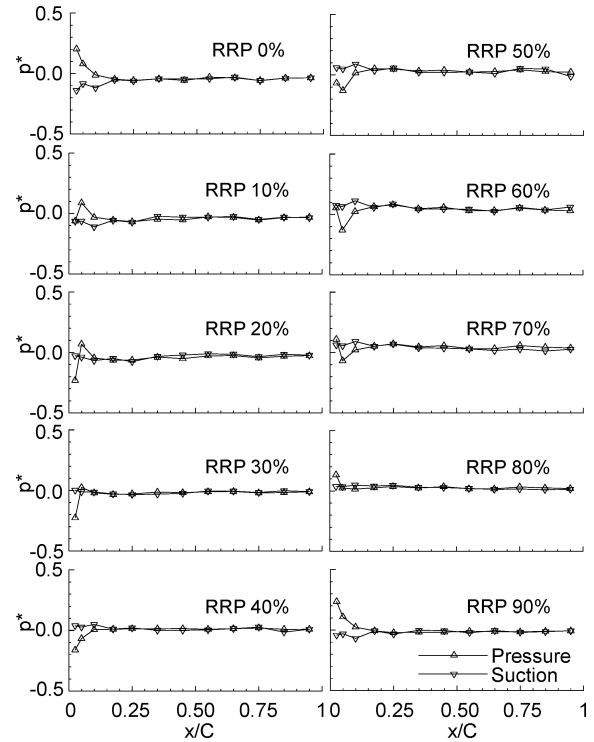 0.5
p*
0.0
-0.5
RRP 0%
RRP 50%
0.5
p*
0.0
-0.5
RRP 10%
RRP 60%
0.5
p*
0.0
-0.5
RRP 20%
RRP 70%
0.5
p*
0.0
-0.5
RRP 30%
RRP 80%
0.5
p*
0.0
-0.5
RRP 40%
RRP 90%
Pressure
Suction
0 0.25 0.50 0.75 1 0 0.25 0.50 0.75 1
x/C x/C